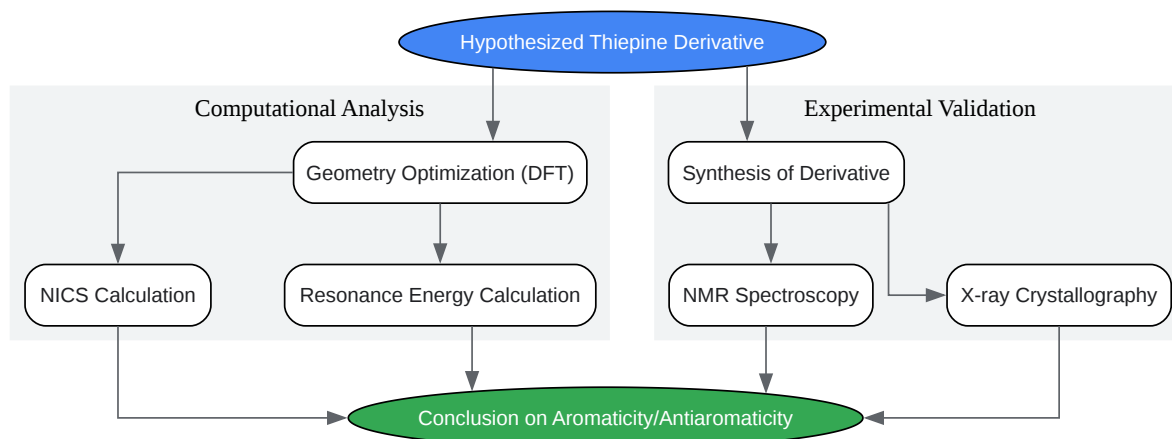 Hypothesized Thiepine Derivative
Computational Analysis
Experimental Validation
Geometry Optimization (DFT)
Synthesis of Derivative
NICS Calculation
Resonance Energy Calculation
NMR Spectroscopy
X-ray Crystallography
Conclusion on Aromaticity/Antiaromaticity